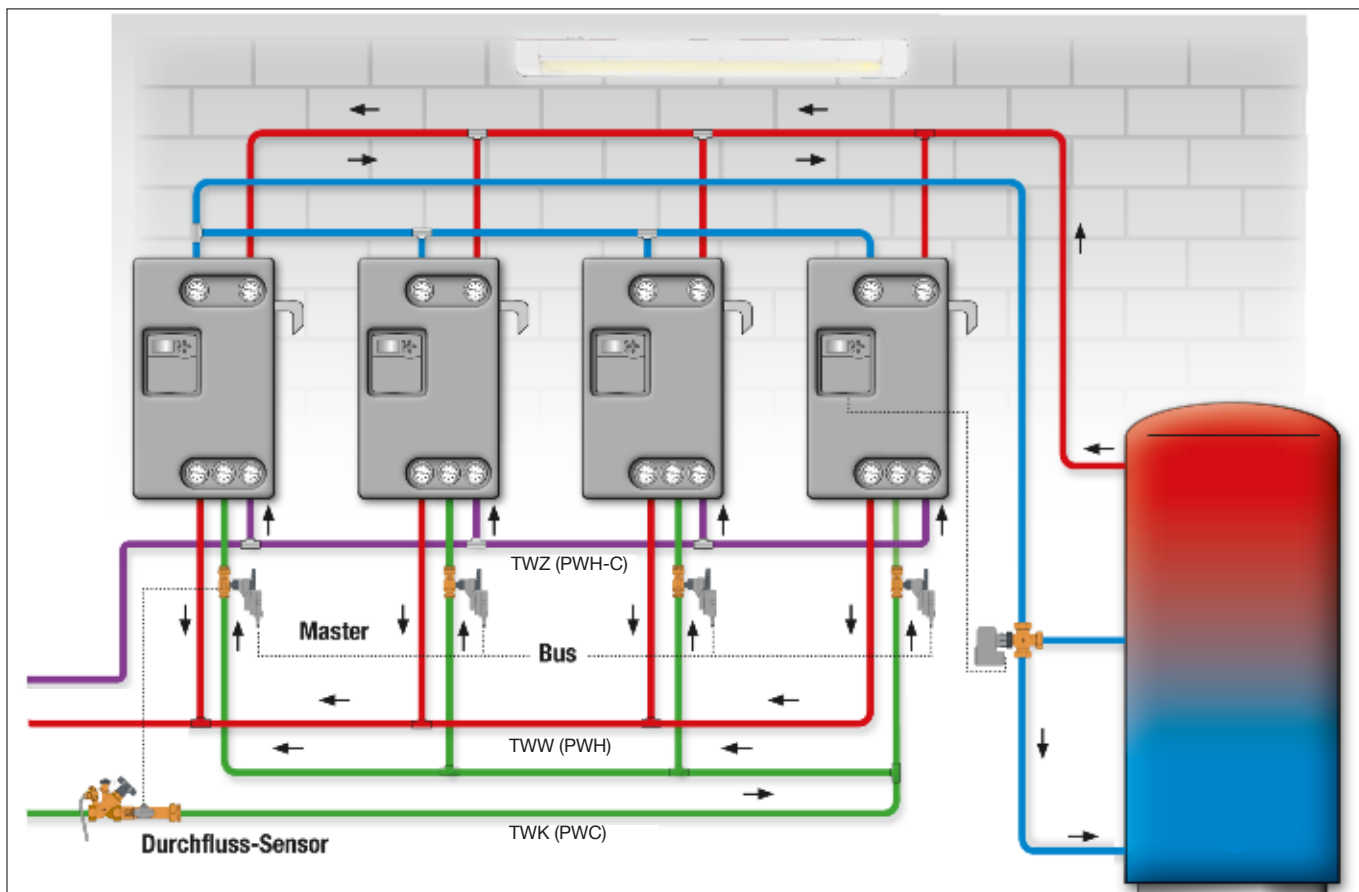 TWZ (PWH-C)
Master
Bus
TWW (PWH)
TWK (PWC)
Durchfluss-Sensor